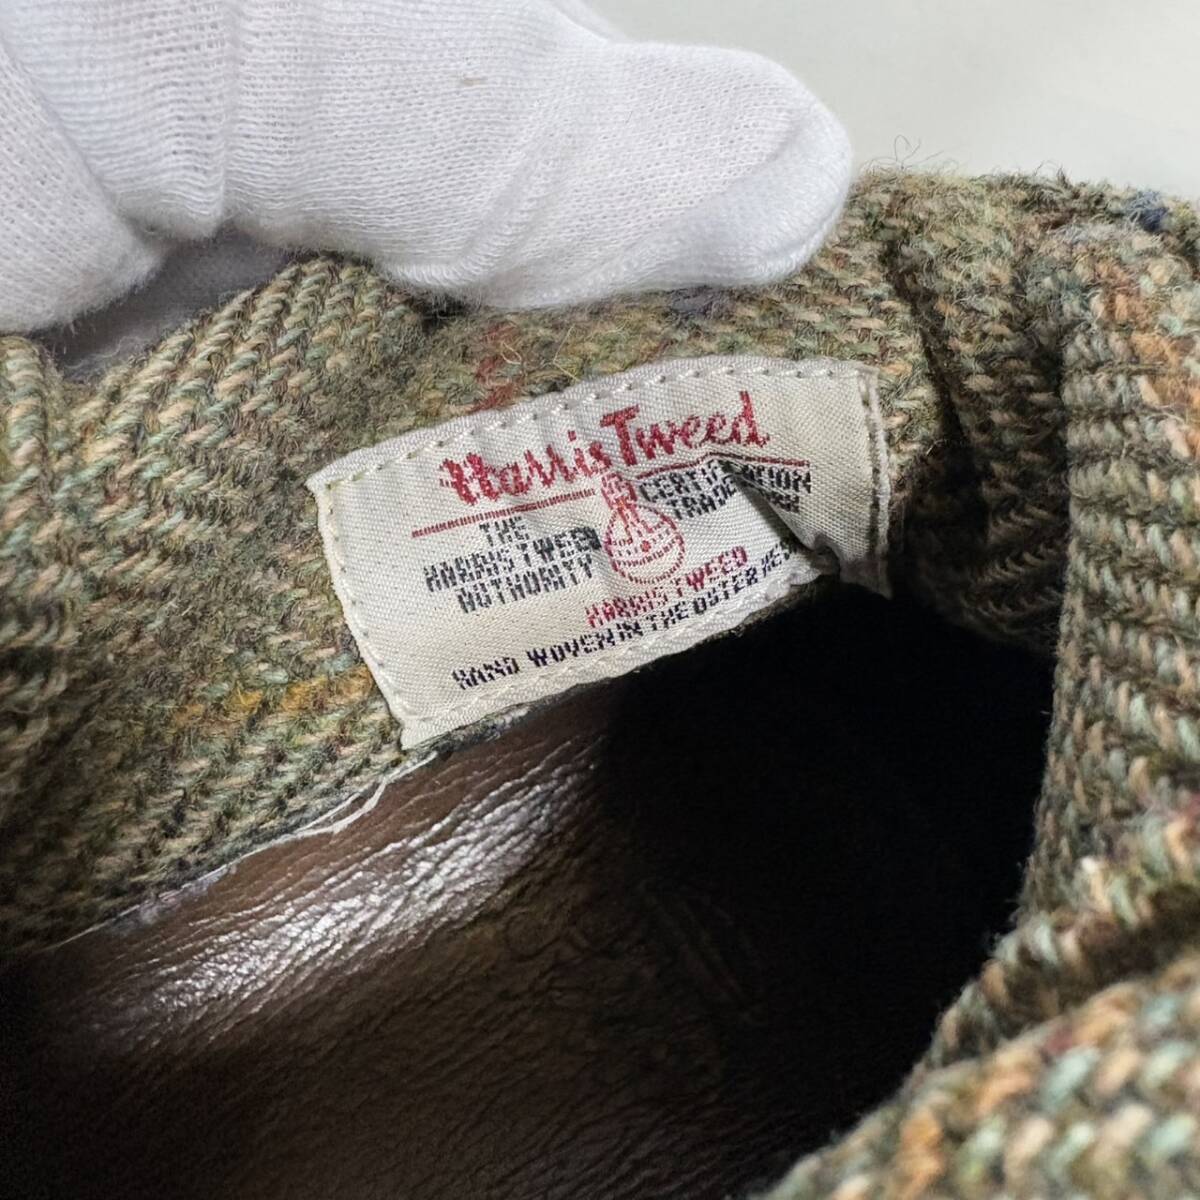 Harris Tweed
THE
HARRIS TWEED
AUTHORITY
HARRIS TWEED
HAND WOVEN IN THE OUTER